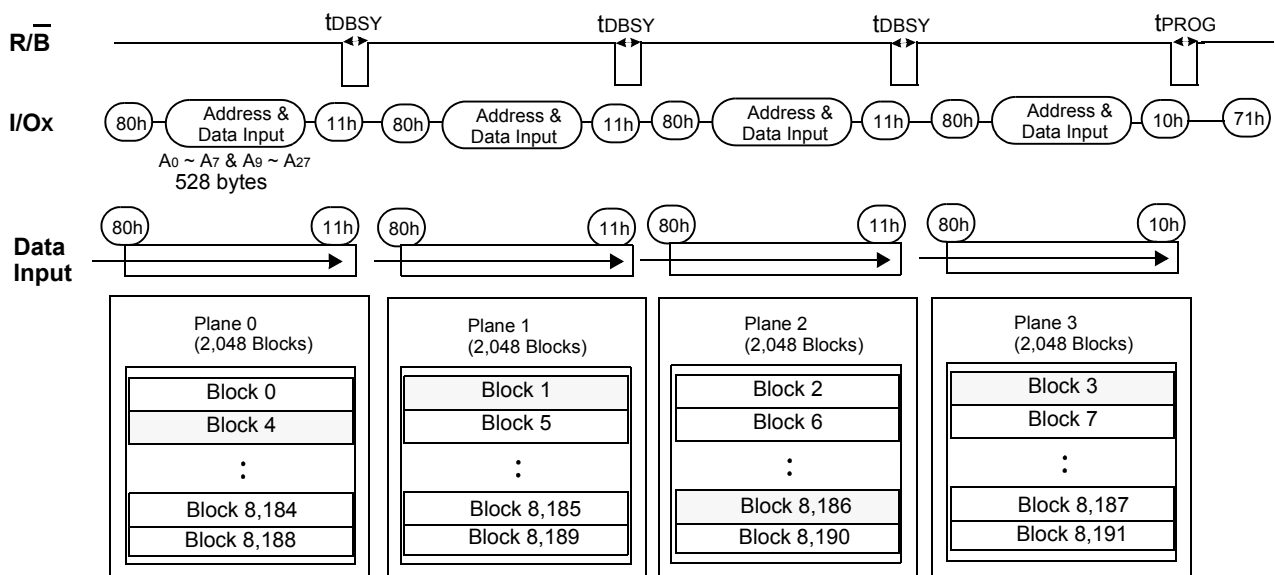 tDBSY tDBSY tDBSY tPROG
R/B̅
I/Ox 80h Address & Data Input 11h 80h Address & Data Input 11h 80h Address & Data Input 11h 80h Address & Data Input 10h 71h
A0 ~ A7 & A9 ~ A27
528 bytes
80h 11h 80h 11h 80h 11h 80h 10h
Data
Input
Plane 0
(2,048 Blocks)
Block 0
Block 4
:
Block 8,184
Block 8,188
Plane 1
(2,048 Blocks)
Block 1
Block 5
:
Block 8,185
Block 8,189
Plane 2
(2,048 Blocks)
Block 2
Block 6
:
Block 8,186
Block 8,190
Plane 3
(2,048 Blocks)
Block 3
Block 7
:
Block 8,187
Block 8,191